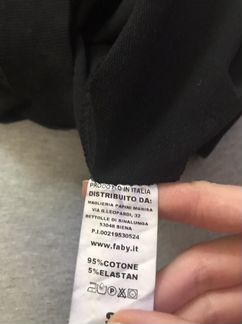 PRODOTTO IN ITALIA
DISTRIBUITO DA:
MAGLIERIA PAPINI MORISA
VIA G.LEOPARDI, 32
BETTOLLE DI SINALUNGA
53048 SIENA
P.I.00219530524
www.faby.it
95%COTONE
5%ELASTAN